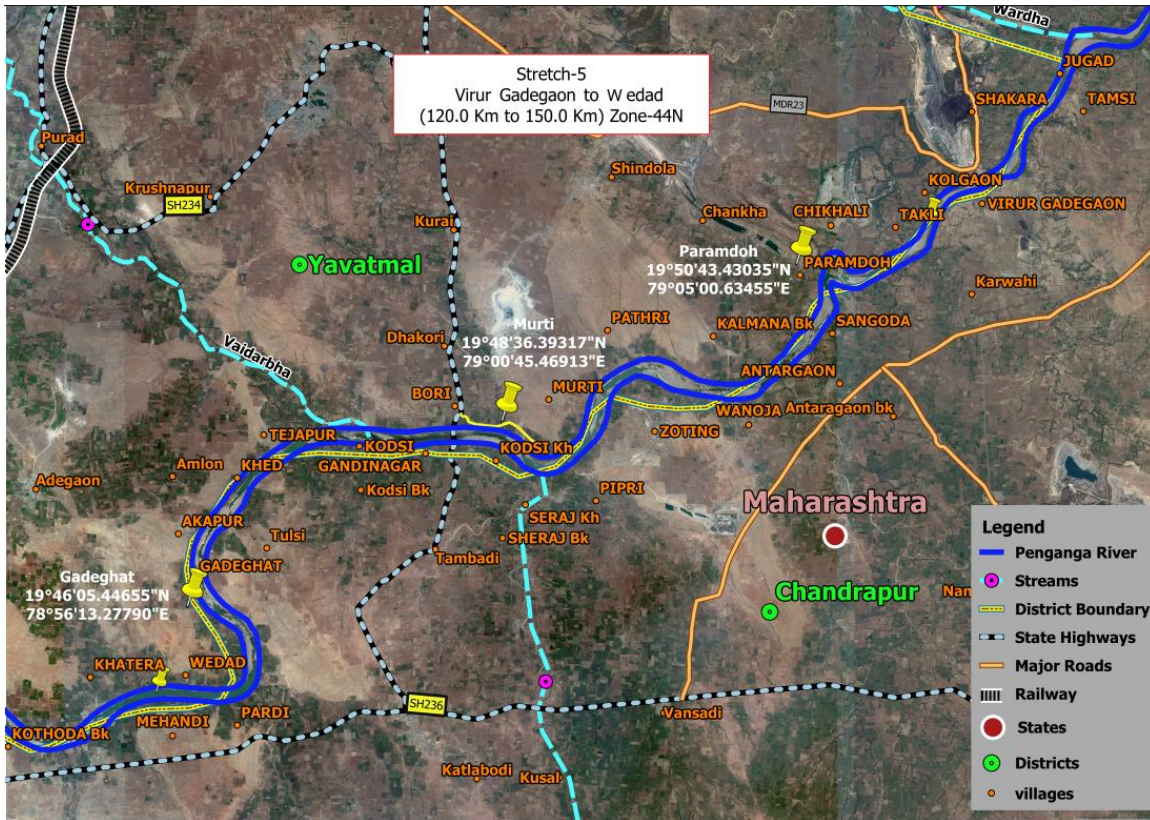 Wardha
JUGAD
Stretch-5
Virur Gadegaon to Wedad
(120.0 Km to 150.0 Km) Zone-44N
MDR23
SHAKARA
TAMSI
Purad
Shindola
Krushnapur
SH234
KOLGAON
VIRUR GADEGAON
Chankha
CHIKHALI
TAKLI
Kurai
Yavatmal
Paramdoh
19°50'43.43035"N
79°05'00.63455"E
PARAMDOH
Karwahi
Murti
19°48'36.39317"N
79°00'45.46913"E
PATHRI
KALMANA Bk
SANGODA
Dhakori
Vaidarbha
ANTARGAON
BORI
MURTI
WANOJA
Antaragaon bk
ZOTING
TEJAPUR
KODSI
KODSI Kh
GANDINAGAR
KHED
Amlon
Adegaon
Kodsi Bk
PIPRI
SERAJ Kh
SHERAJ Bk
Maharashtra
AKAPUR
Tulsi
Tambadi
GADEGHAT
Gadeghat
19°46'05.44655"N
78°56'13.27790"E
Chandrapur
Nan
KHATERA
WEDAD
SH236
Vansadi
MEHANDI
PARDI
KOTHODA Bk
Katlabodi
Kusal
Legend
Penganga River
Streams
District Boundary
State Highways
Major Roads
Railway
States
Districts
villages